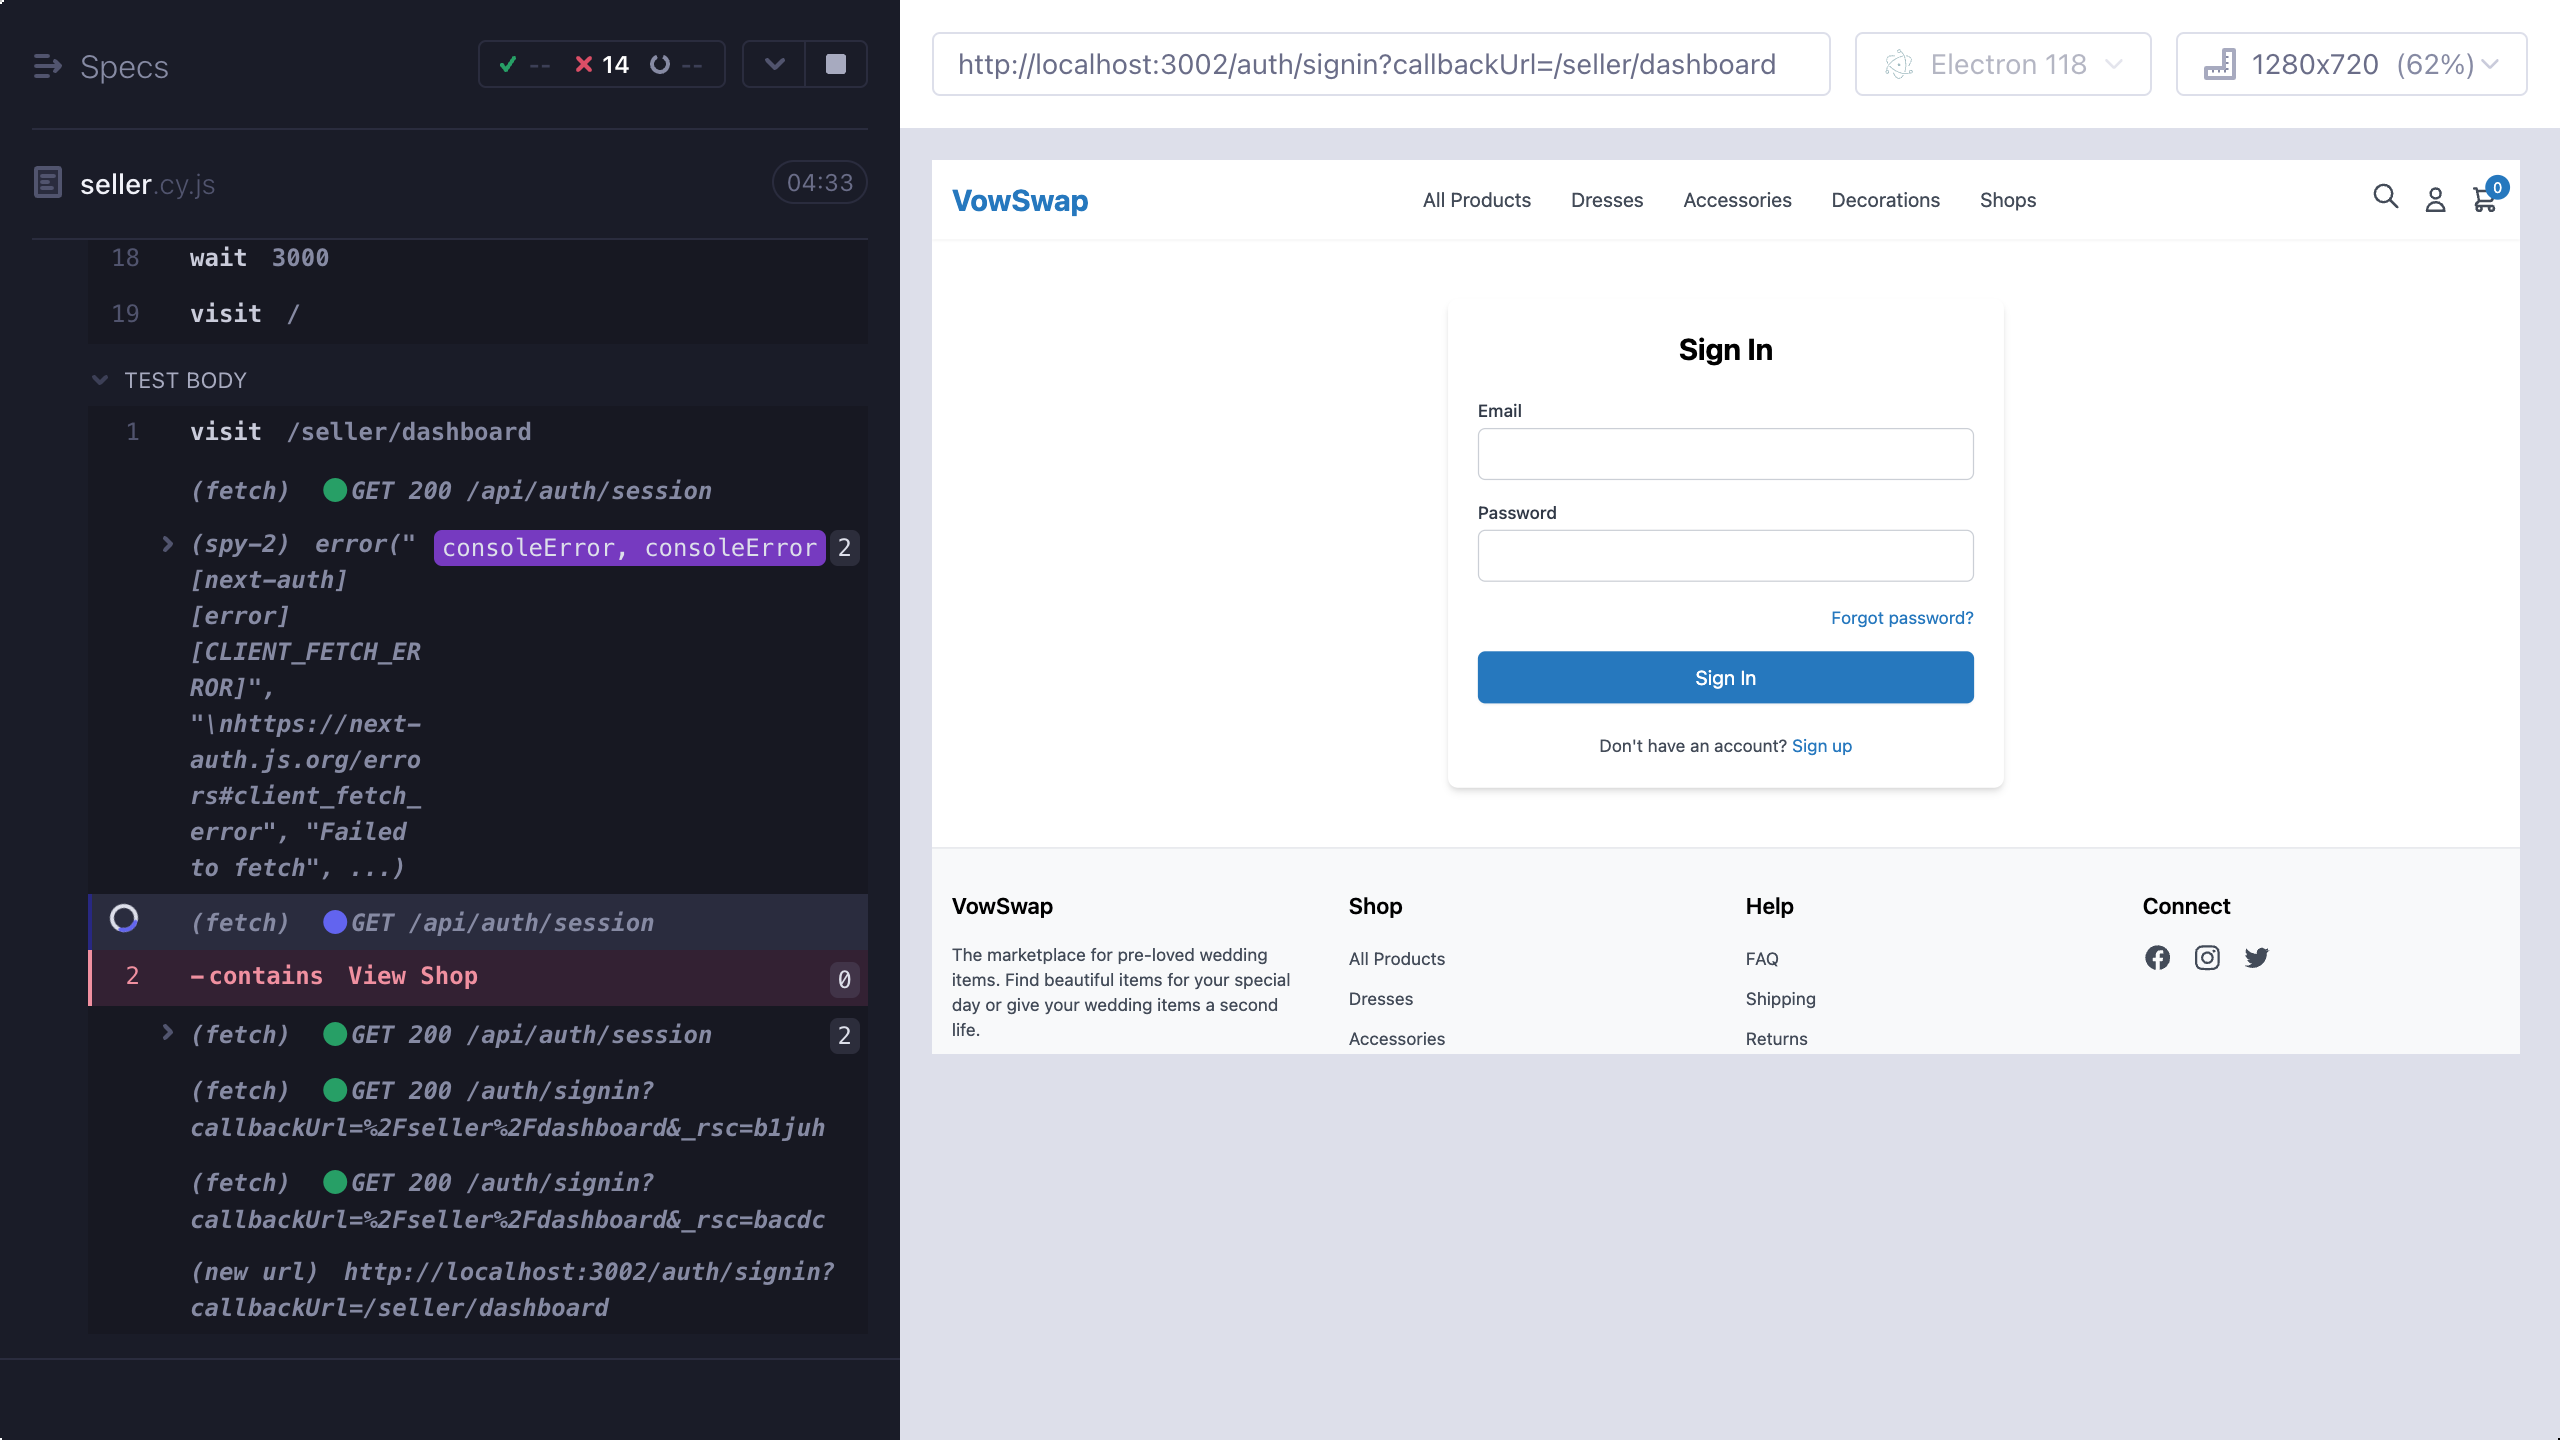 Specs
-- 14 --
seller.cy.js
04:33
18 wait 3000
19 visit /
TEST BODY
1 visit /seller/dashboard
(fetch) GET 200 /api/auth/session
(spy-2) error(" consoleError, consoleError 2
[next-auth]
[error]
[CLIENT_FETCH_ER
ROR]",
"\nhttps://next-
auth.js.org/erro
rs#client_fetch_
error", "Failed
to fetch", ...)
(fetch) GET /api/auth/session
2 -contains View Shop 0
(fetch) GET 200 /api/auth/session 2
(fetch) GET 200 /auth/signin?
callbackUrl=%2Fseller%2Fdashboard&_rsc=b1juh
(fetch) GET 200 /auth/signin?
callbackUrl=%2Fseller%2Fdashboard&_rsc=bacdc
(new url) http://localhost:3002/auth/signin?
callbackUrl=/seller/dashboard
http://localhost:3002/auth/signin?callbackUrl=/seller/dashboard
Electron 118
1280x720 (62%)
VowSwap
All Products Dresses Accessories Decorations Shops
0
Sign In
Email
Password
Forgot password?
Sign In
Don't have an account? Sign up
VowSwap
The marketplace for pre-loved wedding
items. Find beautiful items for your special
day or give your wedding items a second
life.
Shop
All Products
Dresses
Accessories
Help
FAQ
Shipping
Returns
Connect